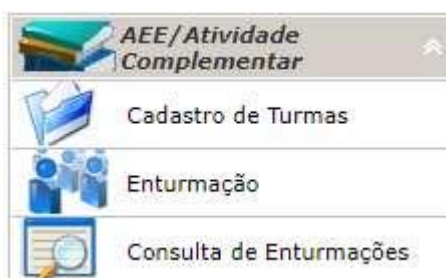 AEE/Atividade
Complementar
Cadastro de Turmas
Enturmação
Consulta de Enturmações